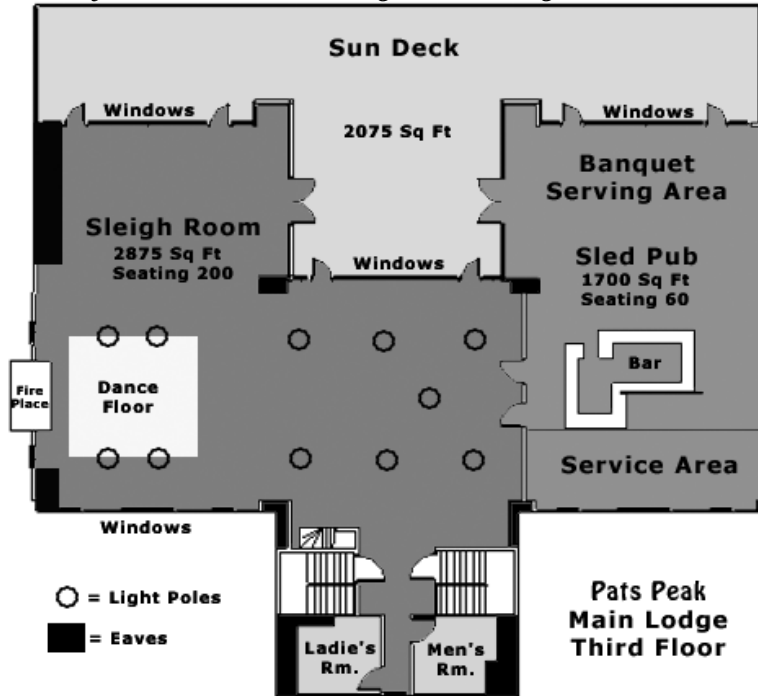 Sun Deck
Windows
Windows
2075 Sq Ft
Banquet
Serving Area
Sleigh Room
2875 Sq Ft
Seating 200
Windows
Sled Pub
1700 Sq Ft
Seating 60
Bar
Fire
Place
Dance
Floor
Service Area
Windows
= Light Poles
= Eaves
Ladie's
Rm.
Men's
Rm.
Pats Peak
Main Lodge
Third Floor